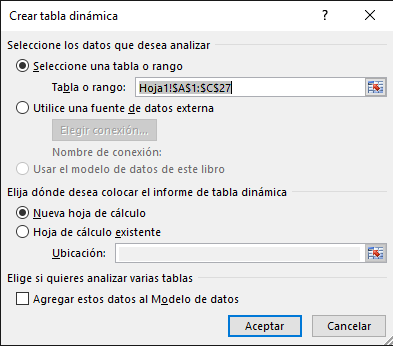 Crear tabla dinámica
Seleccione los datos que desea analizar
Seleccione una tabla o rango
Tabla o rango: Hoja1!$A$1:$C$27
Utilice una fuente de datos externa
Elegir conexión...
Nombre de conexión:
Usar el modelo de datos de este libro
Elija dónde desea colocar el informe de tabla dinámica
Nueva hoja de cálculo
Hoja de cálculo existente
Ubicación:
Elige si quieres analizar varias tablas
Agregar estos datos al Modelo de datos
Aceptar Cancelar